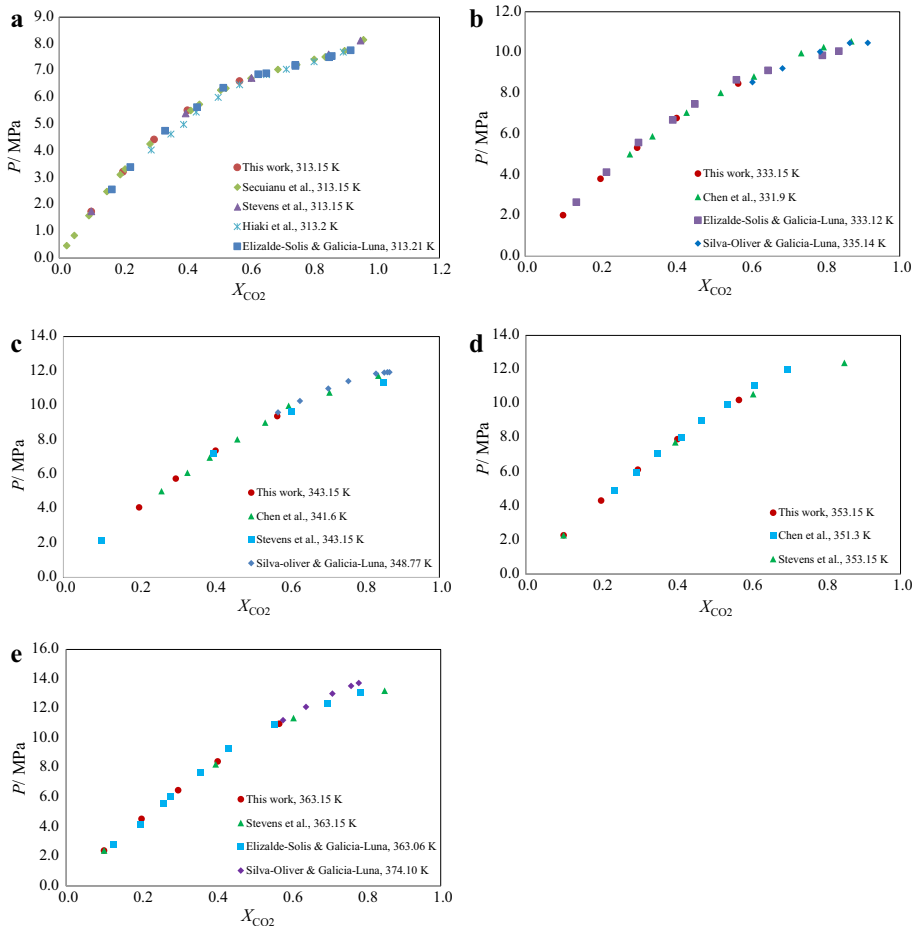 a
9.0
8.0
7.0
6.0
5.0
4.0
3.0
2.0
1.0
0.0
P/ MPa
This work, 313.15 K
Secuianu et al., 313.15 K
Stevens et al., 313.15 K
Hiaki et al., 313.2 K
Elizalde-Solis & Galicia-Luna, 313.21 K
0.0 0.2 0.4 0.6 0.8 1.0 1.2
XCO2
b
12.0
10.0
8.0
6.0
4.0
2.0
0.0
P/ MPa
This work, 333.15 K
Chen et al., 331.9 K
Elizalde-Solis & Galicia-Luna, 333.12 K
Silva-Oliver & Galicia-Luna, 335.14 K
0.0 0.2 0.4 0.6 0.8 1.0
XCO2
c
14.0
12.0
10.0
8.0
6.0
4.0
2.0
0.0
P/ MPa
This work, 343.15 K
Chen et al., 341.6 K
Stevens et al., 343.15 K
Silva-oliver & Galicia-Luna, 348.77 K
0.0 0.2 0.4 0.6 0.8 1.0
XCO2
d
14.0
12.0
10.0
8.0
6.0
4.0
2.0
0.0
P/ MPa
This work, 353.15 K
Chen et al., 351.3 K
Stevens et al., 353.15 K
0.0 0.2 0.4 0.6 0.8 1.0
XCO2
e
16.0
14.0
12.0
10.0
8.0
6.0
4.0
2.0
0.0
P/ MPa
This work, 363.15 K
Stevens et al., 363.15 K
Elizalde-Solis & Galicia-Luna, 363.06 K
Silva-Oliver & Galicia-Luna, 374.10 K
0.0 0.2 0.4 0.6 0.8 1.0
XCO2